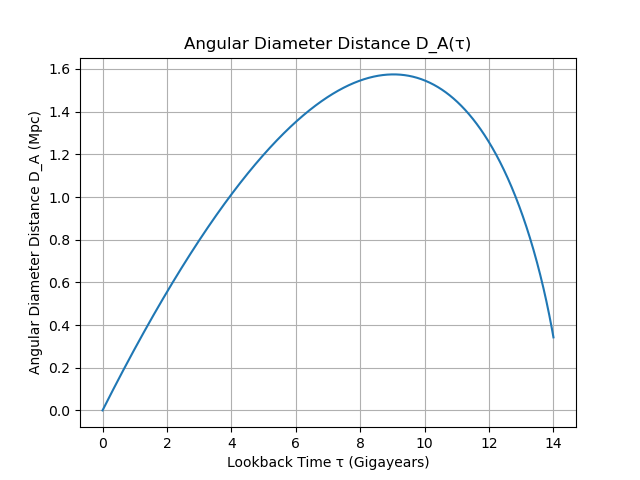 Angular Diameter Distance D_A(τ)
Angular Diameter Distance D_A (Mpc)
1.6
1.4
1.2
1.0
0.8
0.6
0.4
0.2
0.0
0 2 4 6 8 10 12 14
Lookback Time τ (Gigayears)